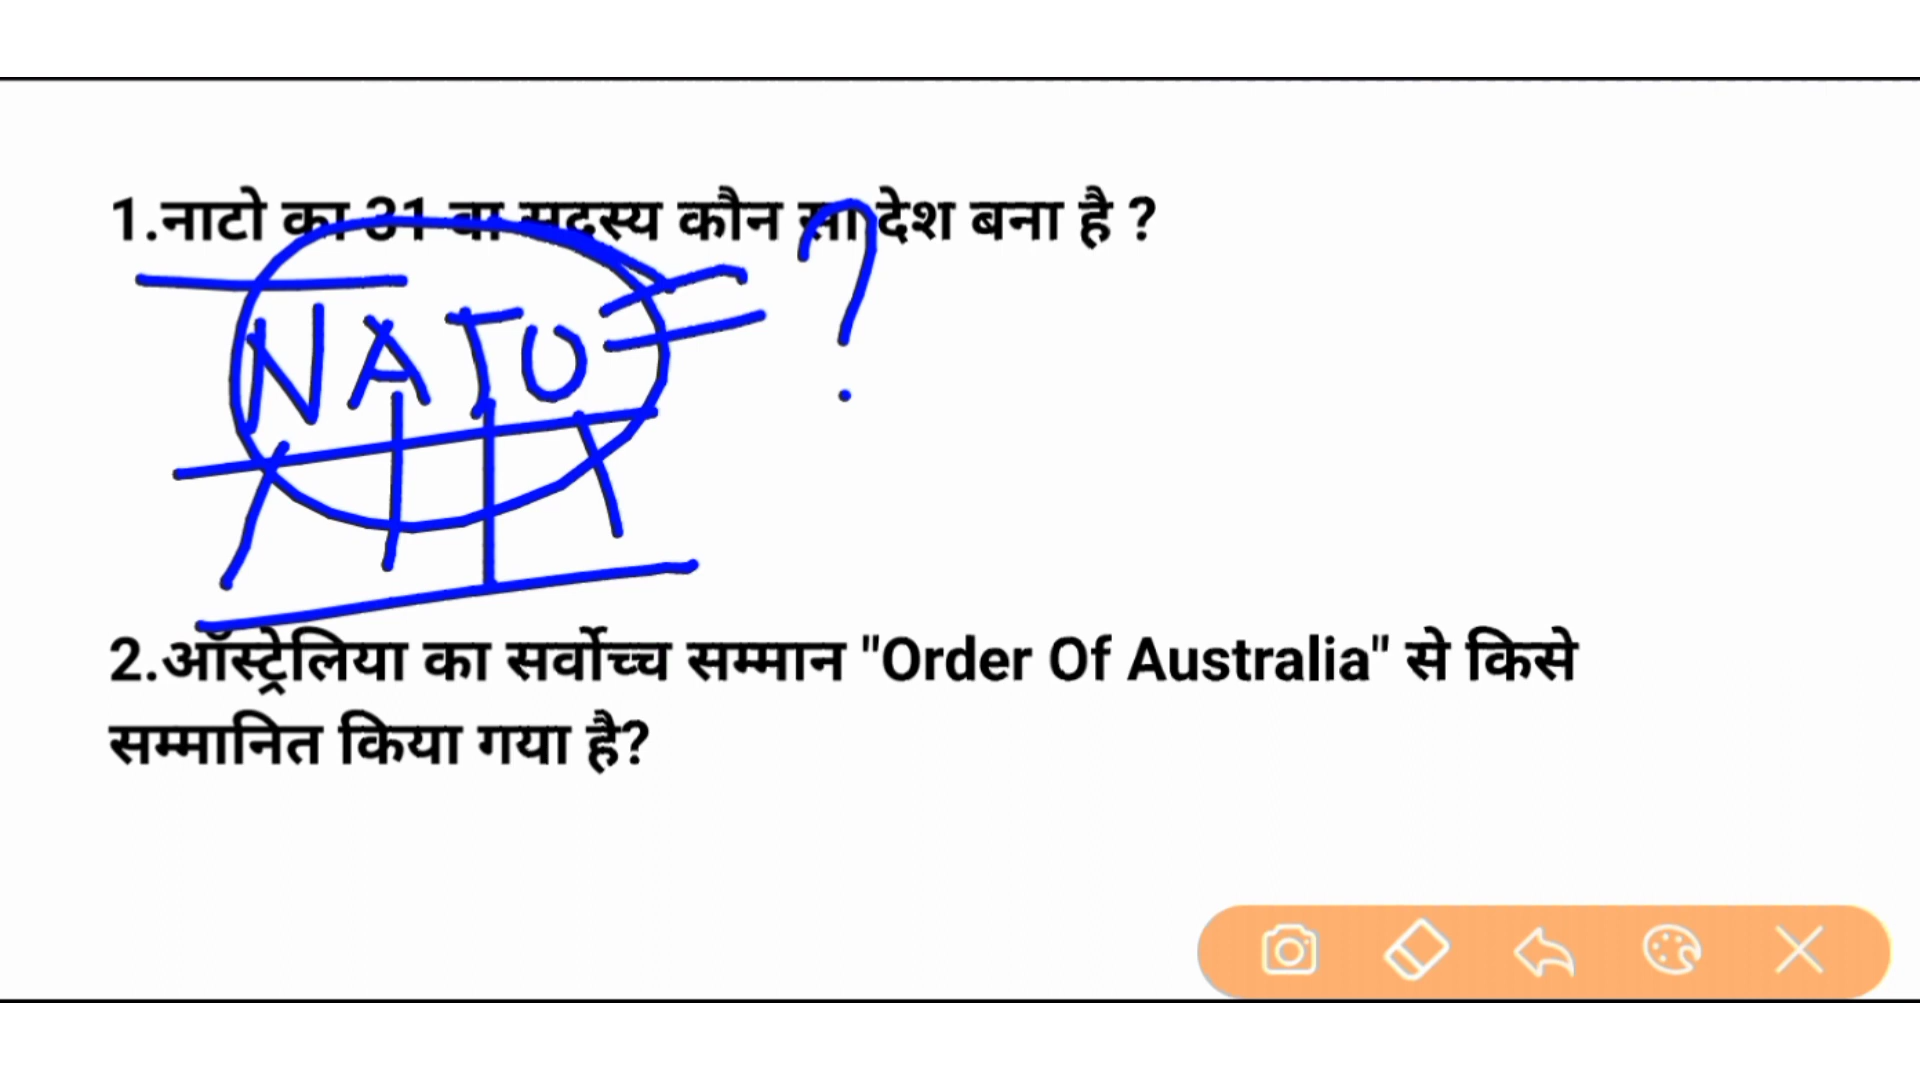 1.नाटो का 31 वा सदस्य कौन सा देश बना है ?
NATO = ?
2.ऑस्ट्रेलिया का सर्वोच्च सम्मान "Order Of Australia" से किसे
सम्मानित किया गया है?